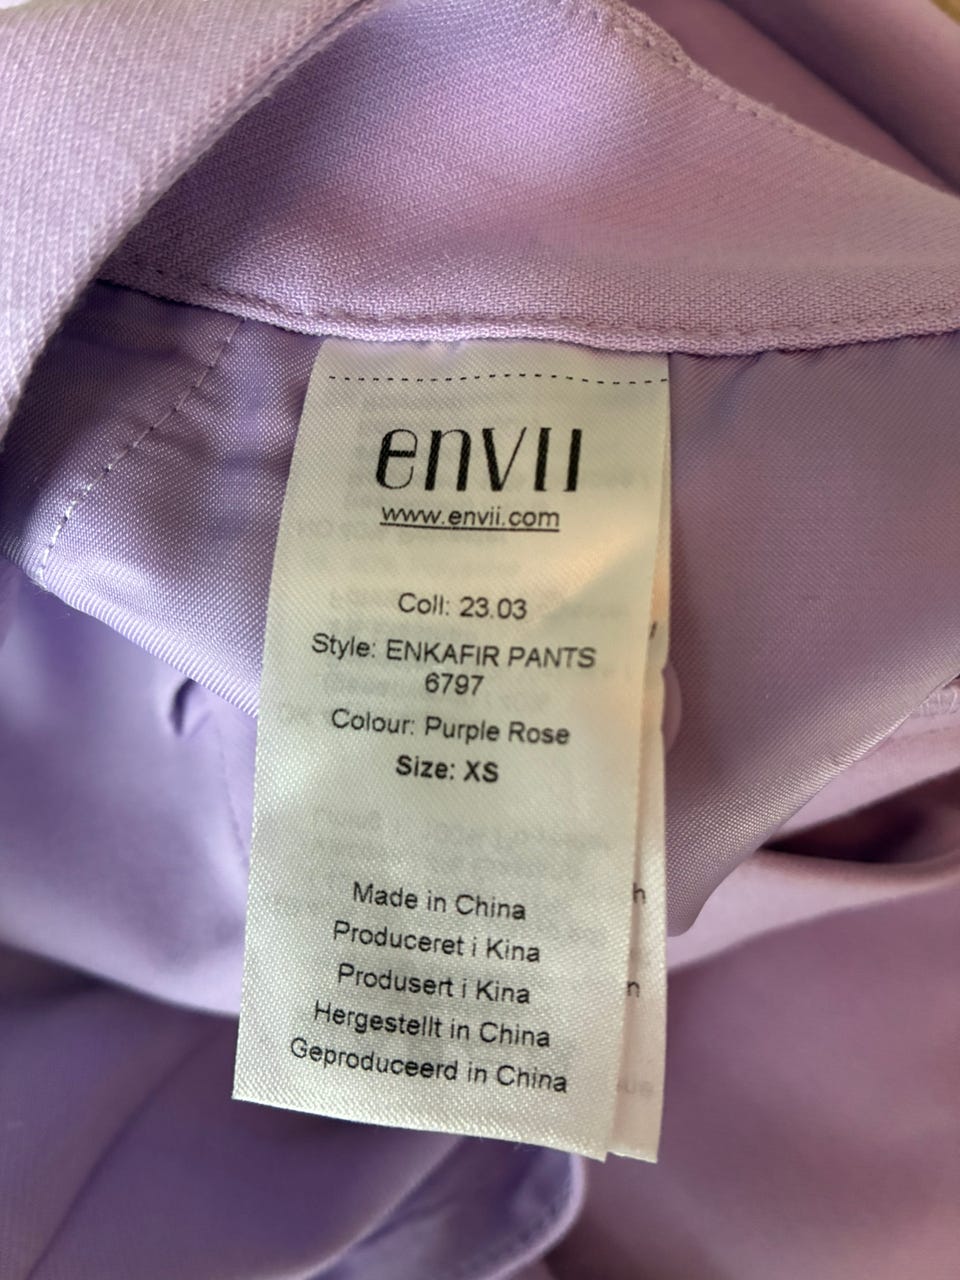 envii
www.envii.com
Coll: 23.03
Style: ENKAFIR PANTS
6797
Colour: Purple Rose
Size: XS
Made in China
Produceret i Kina
Produsert i Kina
Hergestellt in China
Geproduceerd in China